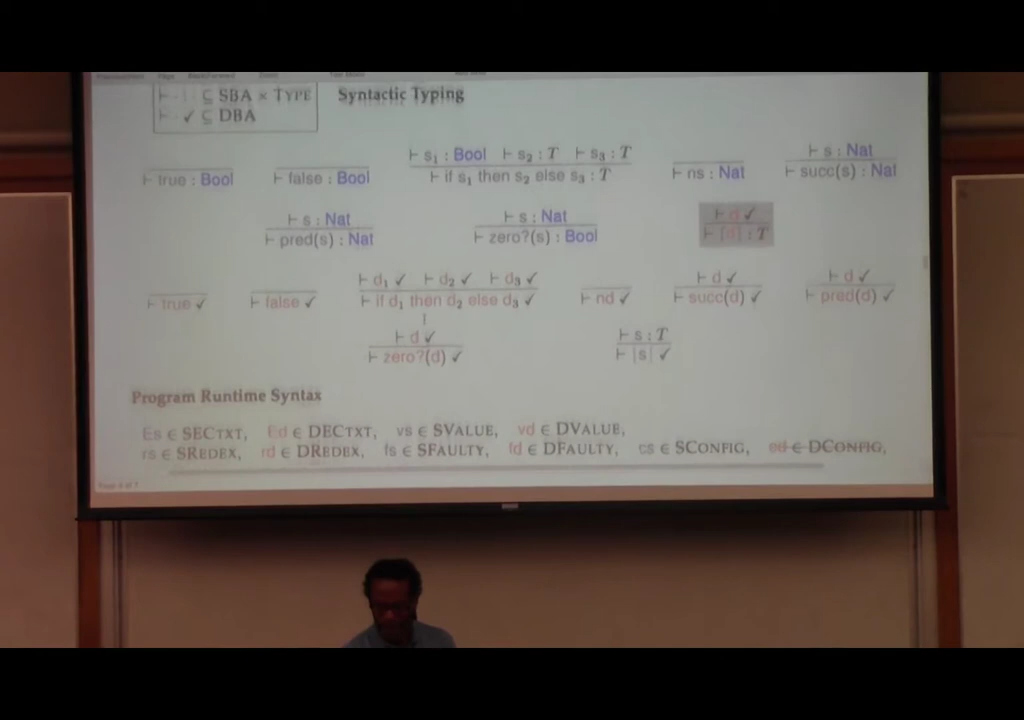 ⊢ · : · ⊆ SBA × TYPE Syntactic Typing
⊢ · ✓ ⊆ DBA
⊢ s₁ : Bool ⊢ s₂ : T ⊢ s₃ : T ⊢ s : Nat
⊢ true : Bool ⊢ false : Bool ⊢ if s₁ then s₂ else s₃ : T ⊢ ns : Nat ⊢ succ(s) : Nat
⊢ s : Nat ⊢ s : Nat ⊢ d ✓
⊢ pred(s) : Nat ⊢ zero?(s) : Bool ⊢ |d| : T
⊢ d₁ ✓ ⊢ d₂ ✓ ⊢ d₃ ✓ ⊢ d ✓ ⊢ d ✓
⊢ true ✓ ⊢ false ✓ ⊢ if d₁ then d₂ else d₃ ✓ ⊢ nd ✓ ⊢ succ(d) ✓ ⊢ pred(d) ✓
⊢ d ✓ ⊢ s : T
⊢ zero?(d) ✓ ⊢ |s| ✓
Program Runtime Syntax
Es ∈ SECTXT, Ed ∈ DECTXT, vs ∈ SVALUE, vd ∈ DVALUE,
rs ∈ SREDEX, rd ∈ DREDEX, fs ∈ SFAULTY, fd ∈ DFAULTY, cs ∈ SCONFIG, ed ∈ DCONFIG,